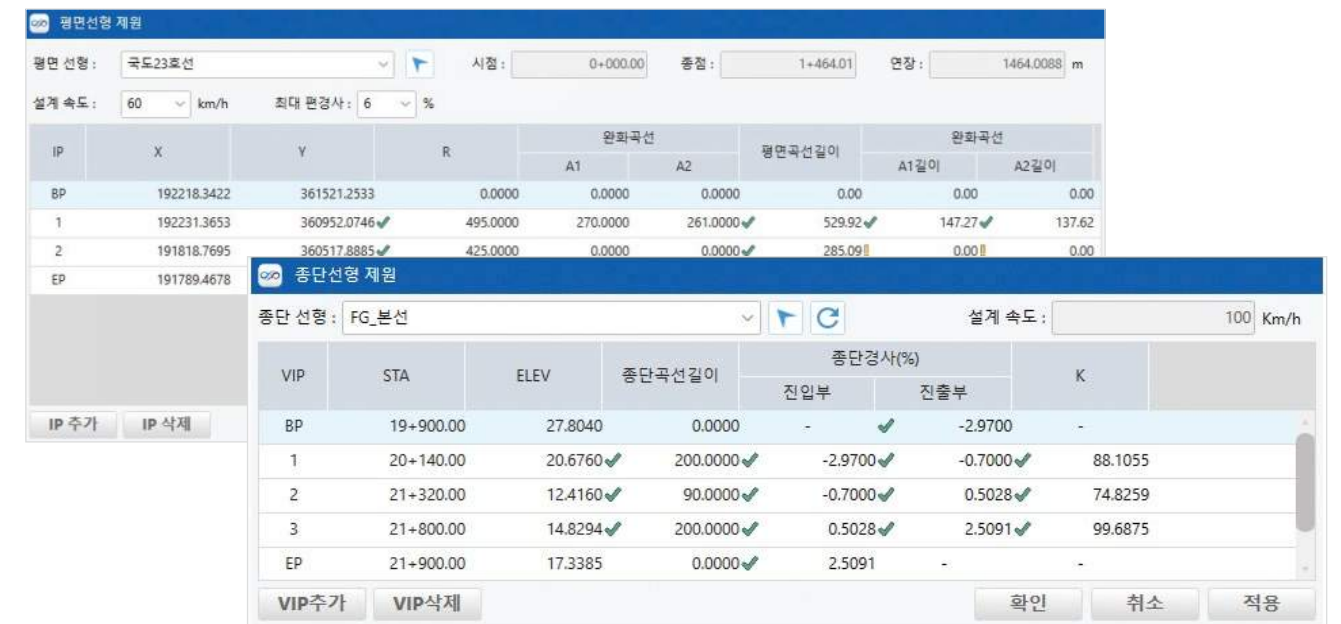 평면선형 제원
평면 선형 : 국도23호선 시점 : 0+000.00 종점 : 1+464.01 연장 : 1464.0088 m
설계 속도 : 60 km/h 최대 편경사 : 6 %
IP X Y R 완화곡선 평면곡선길이 완화곡선
A1 A2 A1길이 A2길이
BP 192218.3422 361521.2533 0.0000 0.0000 0.0000 0.00 0.00 0.00
1 192231.3653 360952.0746 495.0000 270.0000 261.0000 529.92 147.27 137.62
2 191818.7695 360517.8885 425.0000 0.0000 0.0000 285.09 0.00 0.00
EP 191789.4678
IP 추가 IP 삭제
종단선형 제원
종단 선형 : FG_본선 설계 속도 : 100 Km/h
VIP STA ELEV 종단곡선길이 종단경사(%) K
진입부 진출부
BP 19+900.00 27.8040 0.0000 - -2.9700 -
1 20+140.00 20.6760 200.0000 -2.9700 -0.7000 88.1055
2 21+320.00 12.4160 90.0000 -0.7000 0.5028 74.8259
3 21+800.00 14.8294 200.0000 0.5028 2.5091 99.6875
EP 21+900.00 17.3385 0.0000 2.5091 - -
VIP추가 VIP삭제 확인 취소 적용